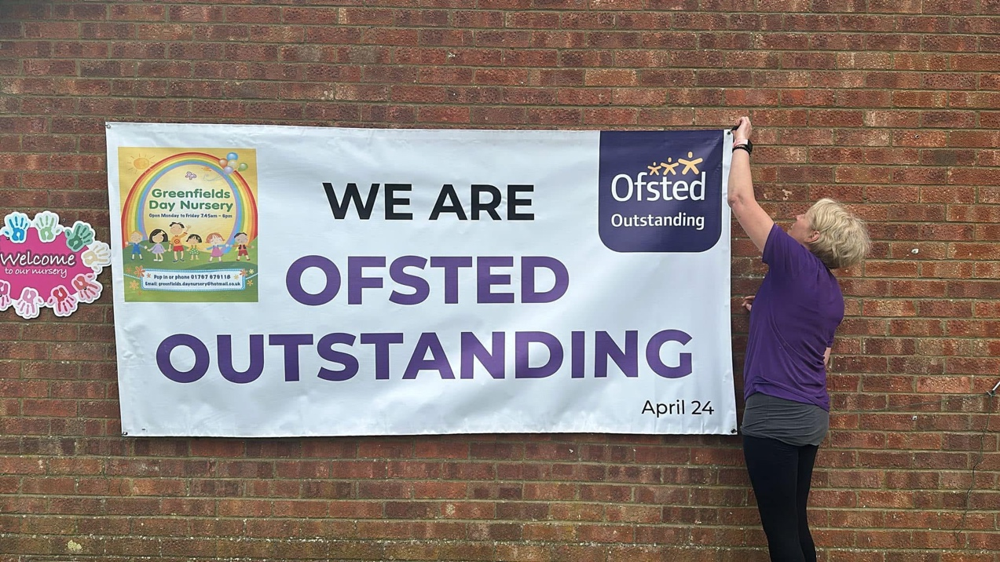 Welcome
to our nursery
Greenfields
Day Nursery
Open Monday to Friday 7.45am - 6pm
Pop in or phone 01767 679118
Email: greenfields.daynursery@hotmail.co.uk
WE ARE
OFSTED
OUTSTANDING
April 24
Ofsted
Outstanding